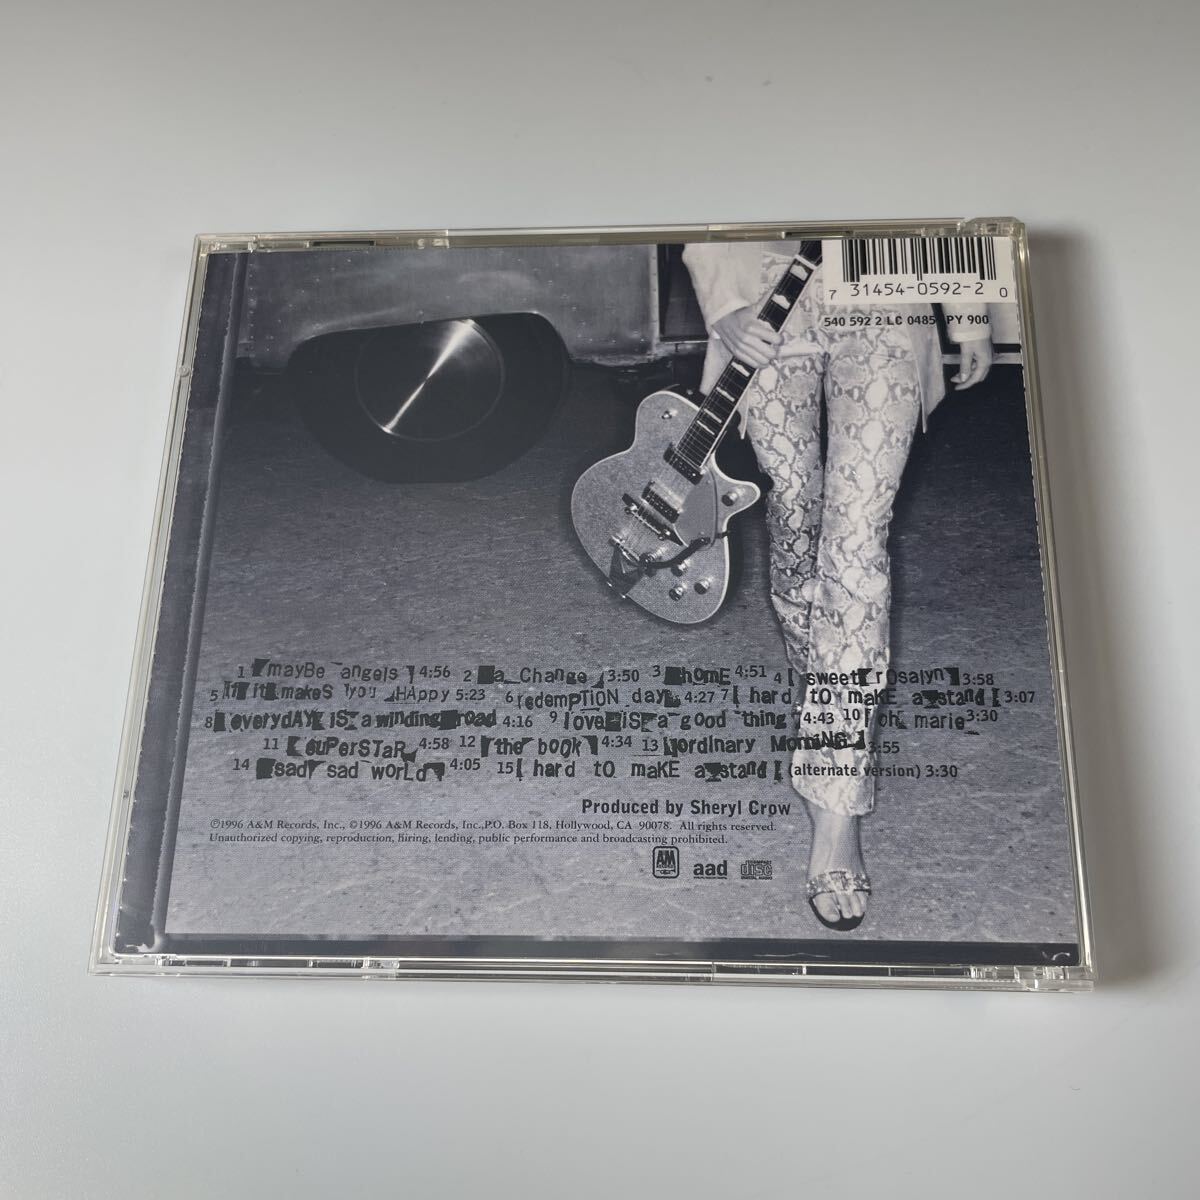 7 31454-0592-2 0
540 592 2 LC 0485 PY 900
1 maybe angels 4:56 2 a change 3:50 3 home 4:51 4 sweet rosalyn 3:58
5 if it makes you happy 5:23 6 redemption day 4:27 7 hard to make a stand 3:07
8 everyday is a winding road 4:16 9 love is a good thing 4:43 10 oh marie 3:30
11 superstar 4:58 12 the book 4:34 13 ordinary morning 3:55
14 sad sad world 4:05 15 hard to make a stand (alternate version) 3:30
Produced by Sheryl Crow
℗1996 A&M Records, Inc., ©1996 A&M Records, Inc.,P.O. Box 118, Hollywood, CA 90078. All rights reserved.
Unauthorized copying, reproduction, hiring, lending, public performance and broadcasting prohibited.
A&M RECORDS aad COMPACT disc DIGITAL AUDIO